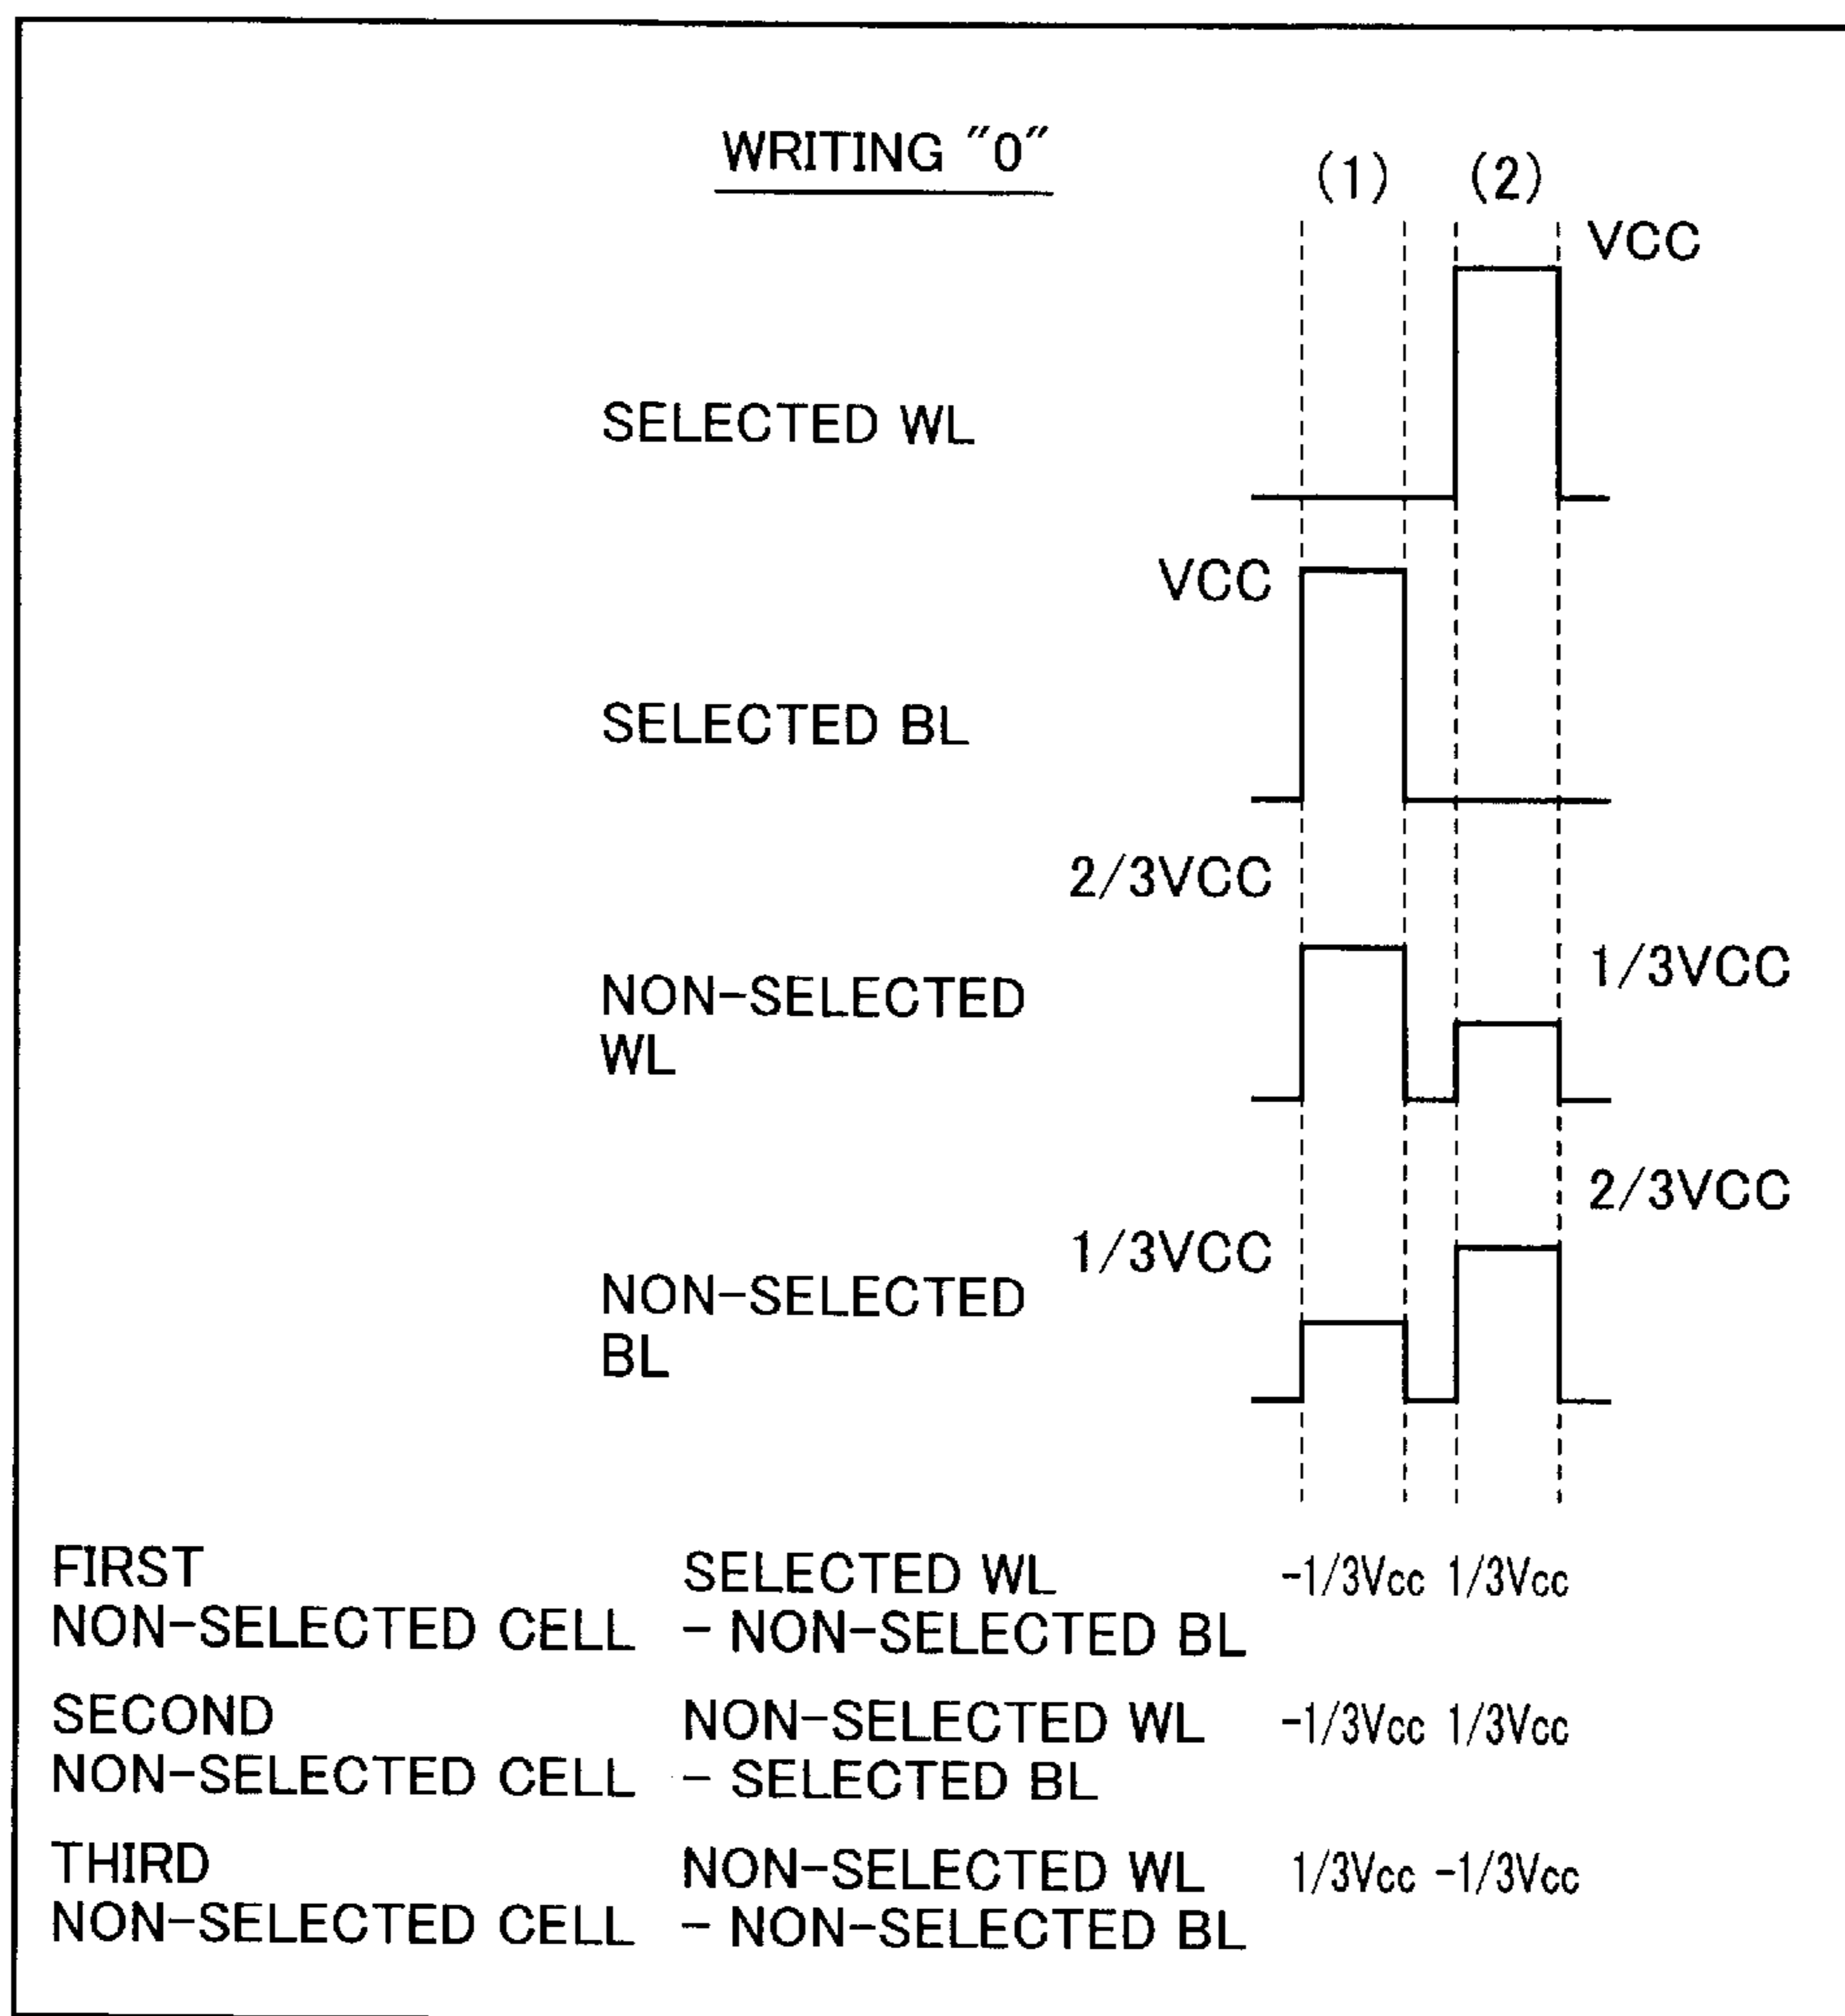 WRITING "0"
(1) (2)
VCC
SELECTED WL
VCC
SELECTED BL
2/3VCC
1/3VCC
NON-SELECTED
WL
2/3VCC
1/3VCC
NON-SELECTED
BL
FIRST SELECTED WL -1/3Vcc 1/3Vcc
NON-SELECTED CELL - NON-SELECTED BL
SECOND NON-SELECTED WL -1/3Vcc 1/3Vcc
NON-SELECTED CELL - SELECTED BL
THIRD NON-SELECTED WL 1/3Vcc -1/3Vcc
NON-SELECTED CELL - NON-SELECTED BL